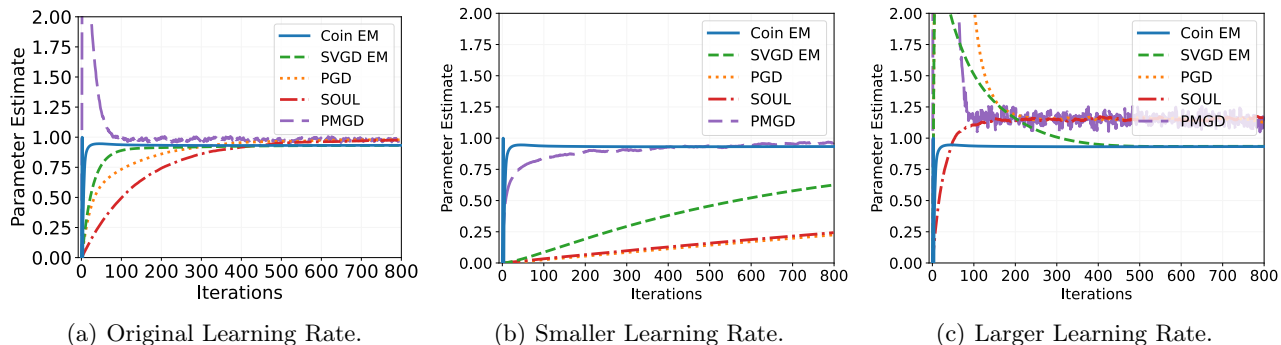 Parameter Estimate
2.00
1.75
1.50
1.25
1.00
0.75
0.50
0.25
0.00
0 100 200 300 400 500 600 700 800
Iterations
Coin EM
SVGD EM
PGD
SOUL
PMGD
(a) Original Learning Rate.
Parameter Estimate
2.00
1.75
1.50
1.25
1.00
0.75
0.50
0.25
0.00
0 100 200 300 400 500 600 700 800
Iterations
Coin EM
SVGD EM
PGD
SOUL
PMGD
(b) Smaller Learning Rate.
Parameter Estimate
2.00
1.75
1.50
1.25
1.00
0.75
0.50
0.25
0.00
0 100 200 300 400 500 600 700 800
Iterations
Coin EM
SVGD EM
PGD
SOUL
PMGD
(c) Larger Learning Rate.